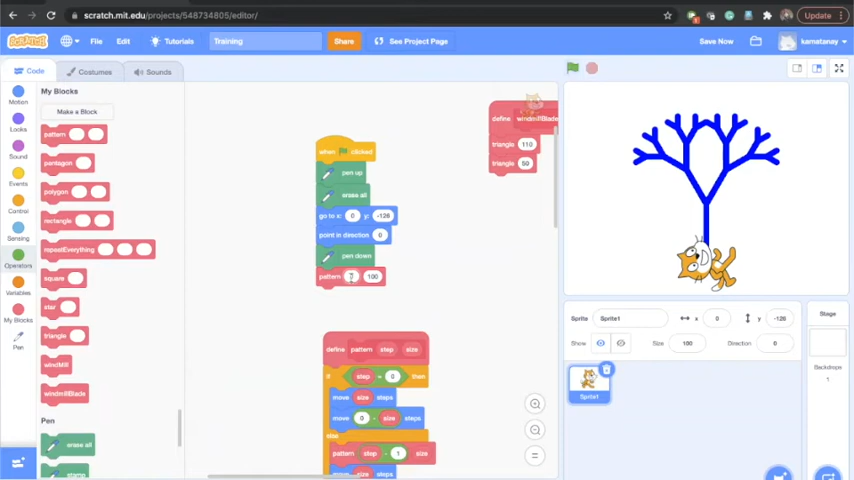 scratch.mit.edu/projects/548734805/editor/
Update
SCRATCH
File
Edit
Tutorials
Training
Share
See Project Page
Save Now
kamatanay
Code
Costumes
Sounds
Motion
Looks
Sound
Events
Control
Sensing
Operators
Variables
My Blocks
Pen
My Blocks
Make a Block
pattern
pentagon
polygon
rectangle
repeatEverything
square
star
triangle
windMill
windmillBlade
Pen
erase all
stamp
when clicked
pen up
erase all
go to x: 0 y: -126
point in direction 0
pen down
pattern 100
define windmillBlade
triangle 110
triangle 50
define pattern step size
if step = 0 then
move size steps
move 0 - size steps
else
pattern step - 1 size
move size steps
Sprite Sprite1 x 0 y -126
Show Size 100 Direction 0
Sprite1
Stage
Backdrops
1